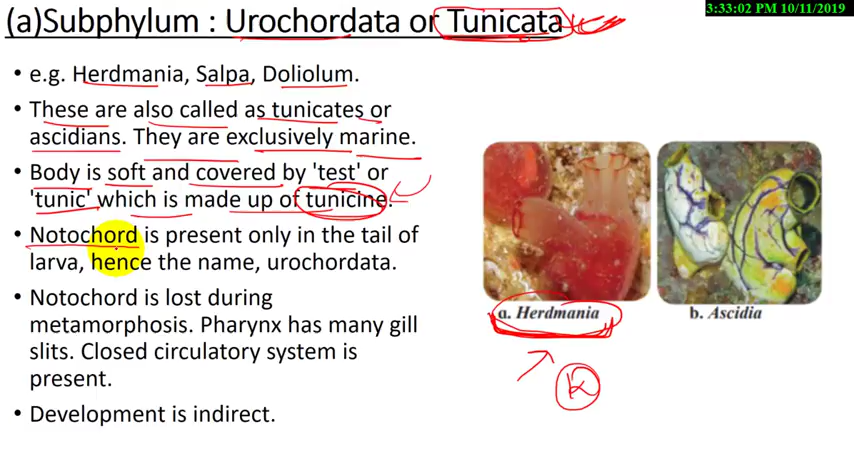 3:33:02 PM 10/11/2019
(a)Subphylum : Urochordata or Tunicata
• e.g. Herdmania, Salpa, Doliolum.
• These are also called as tunicates or
ascidians. They are exclusively marine.
• Body is soft and covered by 'test' or
'tunic' which is made up of tunicine.
• Notochord is present only in the tail of
larva, hence the name, urochordata.
• Notochord is lost during
metamorphosis. Pharynx has many gill
slits. Closed circulatory system is
present.
• Development is indirect.
a. Herdmania
b. Ascidia